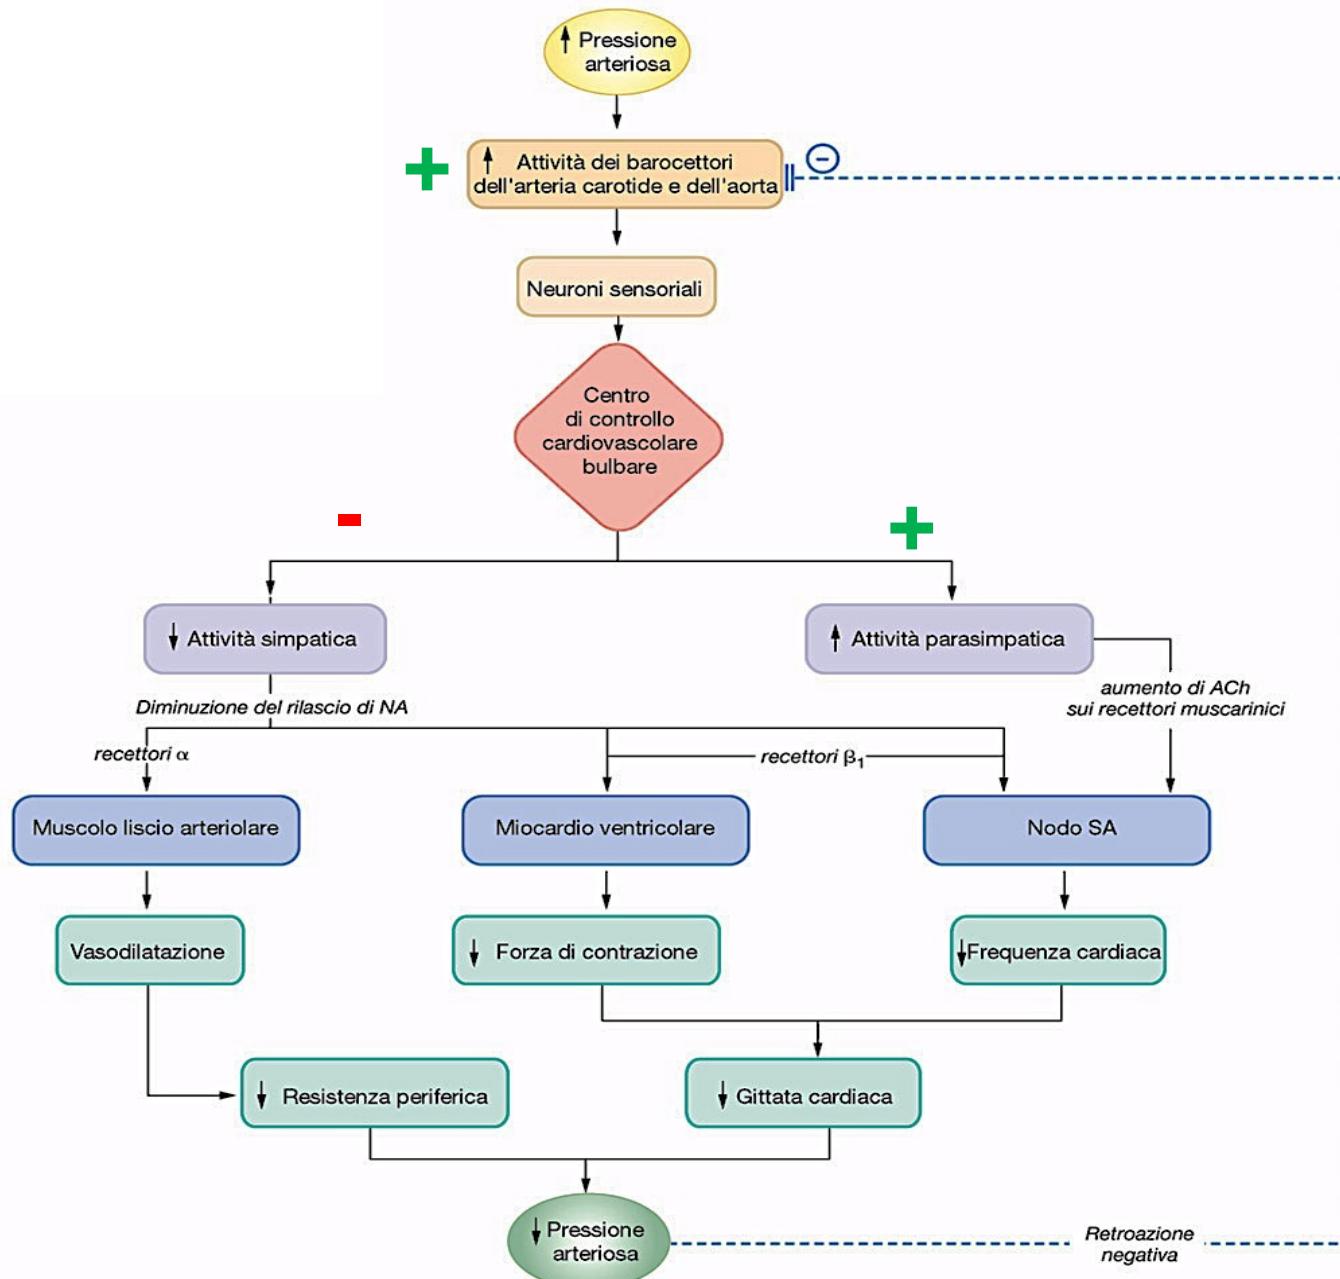 ↑ Pressione
arteriosa
+
↑ Attività dei barocettori
dell'arteria carotide e dell'aorta
−
Neuroni sensoriali
Centro
di controllo
cardiovascolare
bulbare
-
+
↓ Attività simpatica
↑ Attività parasimpatica
Diminuzione del rilascio di NA
aumento di ACh
sui recettori muscarinici
recettori α
recettori β₁
Muscolo liscio arteriolare
Miocardio ventricolare
Nodo SA
Vasodilatazione
↓ Forza di contrazione
↓Frequenza cardiaca
↓ Resistenza periferica
↓ Gittata cardiaca
↓ Pressione
arteriosa
Retroazione
negativa